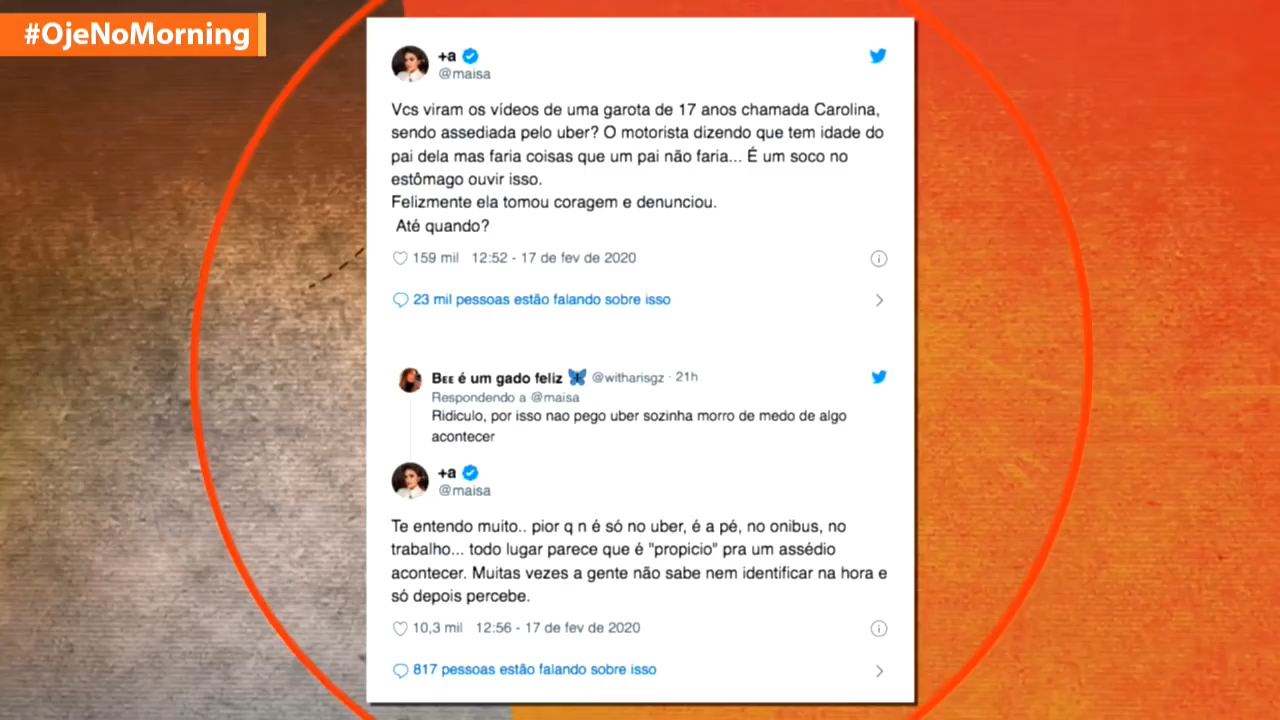 #OjeNoMorning
+a
@maisa
Vcs viram os vídeos de uma garota de 17 anos chamada Carolina,
sendo assediada pelo uber? O motorista dizendo que tem idade do
pai dela mas faria coisas que um pai não faria... É um soco no
estômago ouvir isso.
Felizmente ela tomou coragem e denunciou.
Até quando?
159 mil 12:52 - 17 de fev de 2020
23 mil pessoas estão falando sobre isso
Bᴇᴇ é um gado feliz 🦋 @witharisgz · 21h
Respondendo a @maisa
Ridiculo, por isso nao pego uber sozinha morro de medo de algo
acontecer
+a
@maisa
Te entendo muito.. pior q n é só no uber, é a pé, no onibus, no
trabalho... todo lugar parece que é "propicio" pra um assédio
acontecer. Muitas vezes a gente não sabe nem identificar na hora e
só depois percebe.
10,3 mil 12:56 - 17 de fev de 2020
817 pessoas estão falando sobre isso